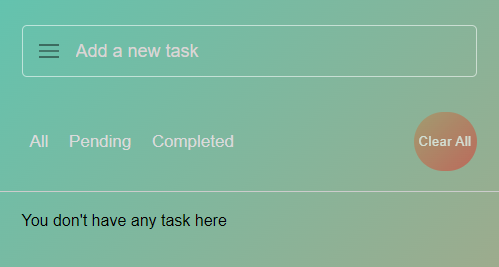 Add a new task
All Pending Completed Clear All
You don't have any task here